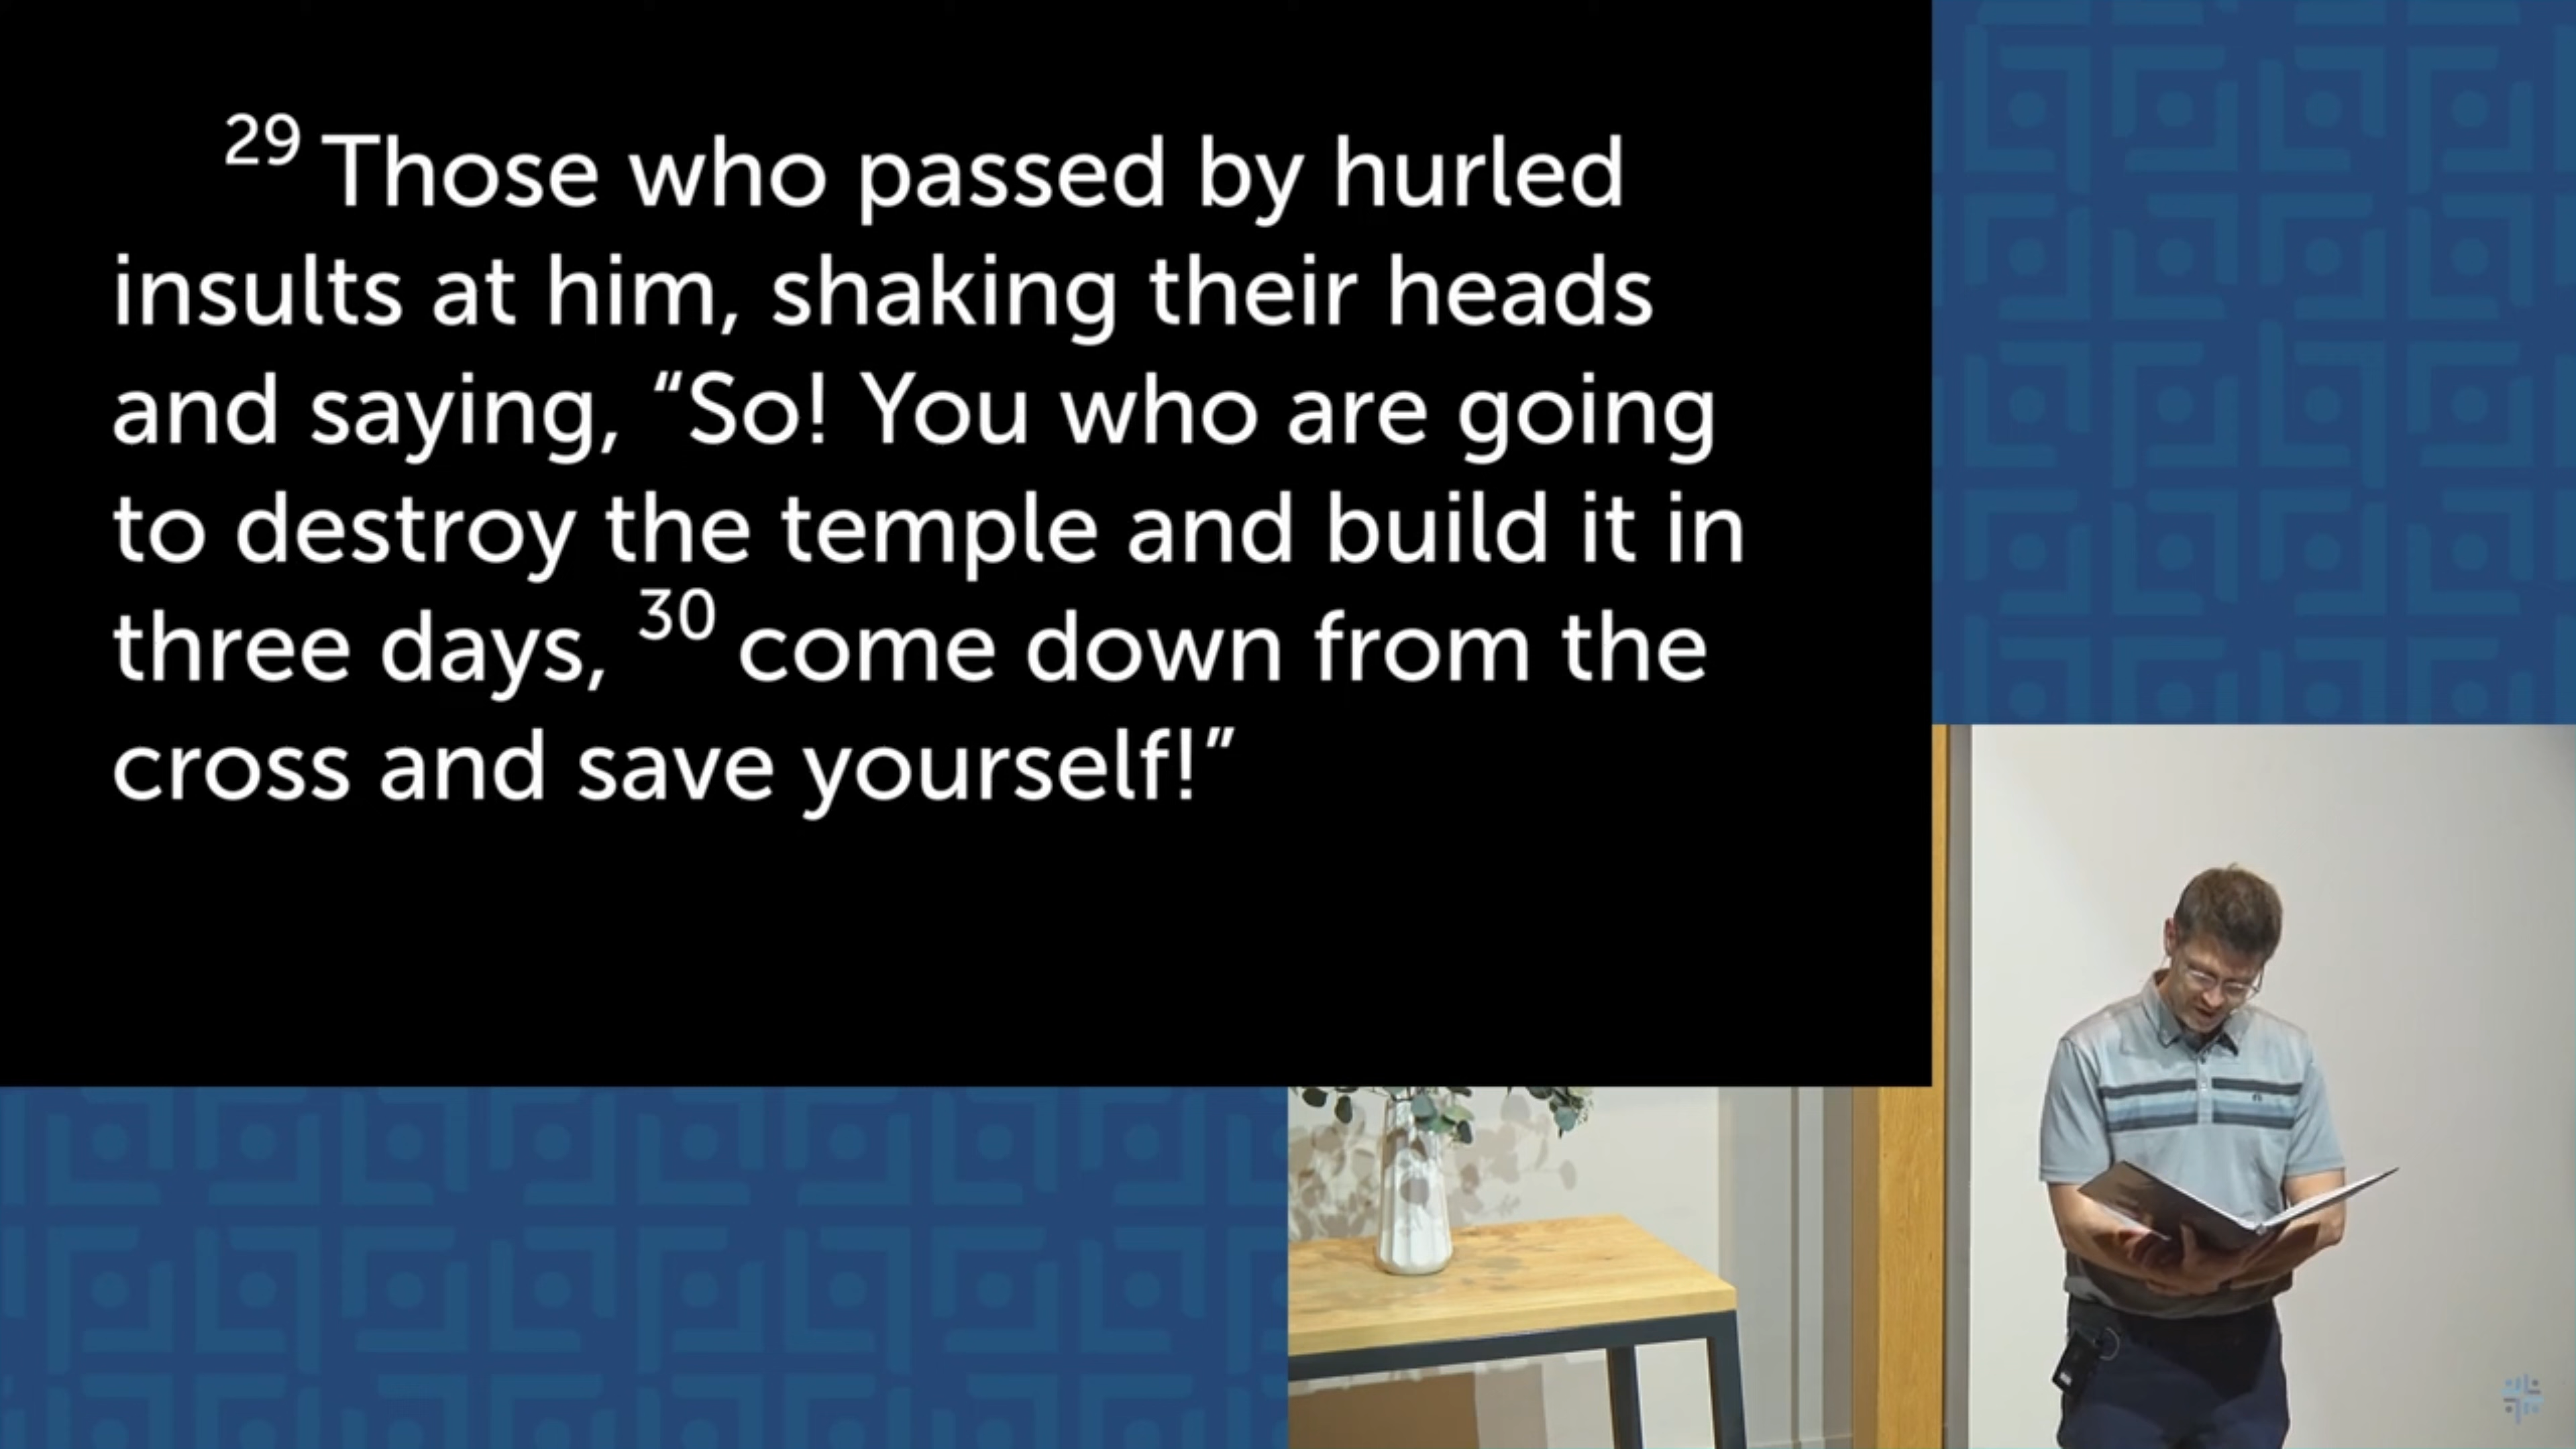 29 Those who passed by hurled
insults at him, shaking their heads
and saying, “So! You who are going
to destroy the temple and build it in
three days, 30 come down from the
cross and save yourself!”